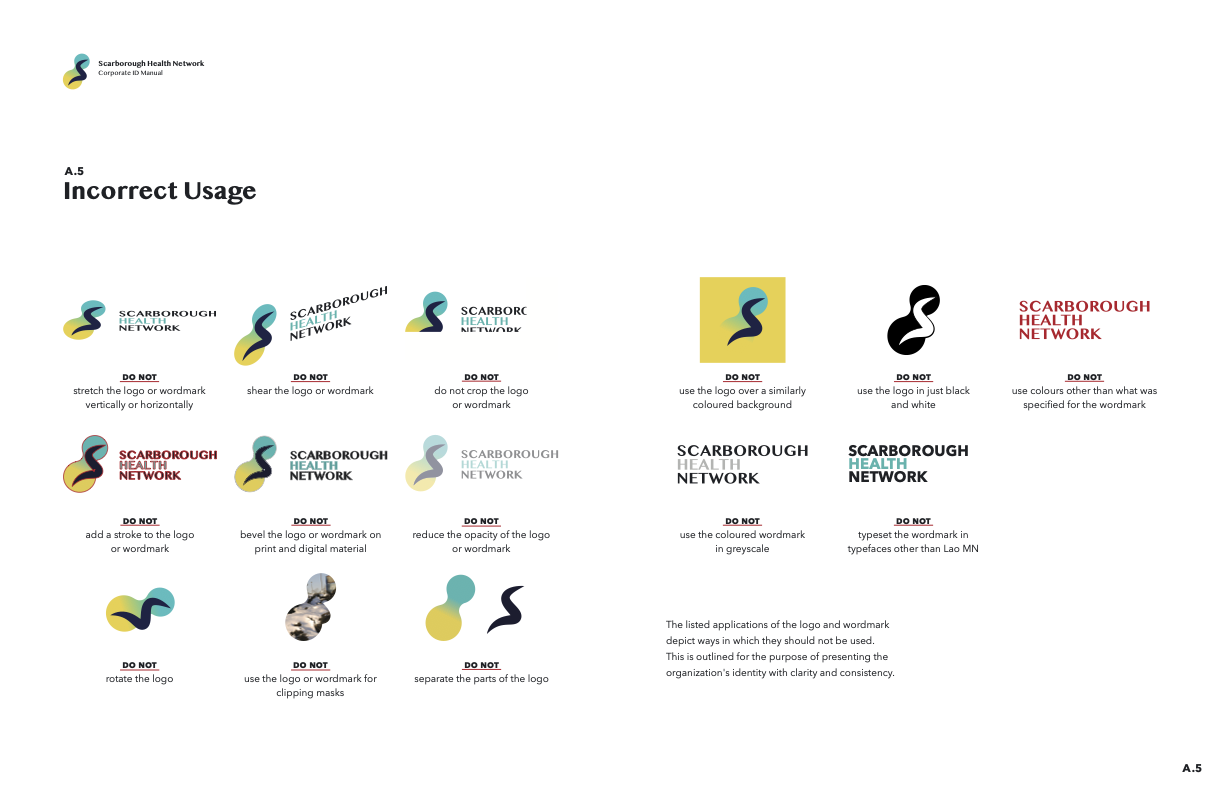 Scarborough Health Network
Corporate ID Manual
A.5
Incorrect Usage
SCARBOROUGH
HEALTH
NETWORK
DO NOT
stretch the logo or wordmark
vertically or horizontally
SCARBOROUGH
HEALTH
NETWORK
DO NOT
shear the logo or wordmark
SCARBORC
HEALTH
NETWORK
DO NOT
do not crop the logo
or wordmark
SCARBOROUGH
HEALTH
NETWORK
DO NOT
add a stroke to the logo
or wordmark
SCARBOROUGH
HEALTH
NETWORK
DO NOT
bevel the logo or wordmark on
print and digital material
SCARBOROUGH
HEALTH
NETWORK
DO NOT
reduce the opacity of the logo
or wordmark
DO NOT
rotate the logo
DO NOT
use the logo or wordmark for
clipping masks
DO NOT
separate the parts of the logo
DO NOT
use the logo over a similarly
coloured background
DO NOT
use the logo in just black
and white
SCARBOROUGH
HEALTH
NETWORK
DO NOT
use colours other than what was
specified for the wordmark
SCARBOROUGH
HEALTH
NETWORK
DO NOT
use the coloured wordmark
in greyscale
SCARBOROUGH
HEALTH
NETWORK
DO NOT
typeset the wordmark in
typefaces other than Lao MN
The listed applications of the logo and wordmark
depict ways in which they should not be used.
This is outlined for the purpose of presenting the
organization's identity with clarity and consistency.
A.5